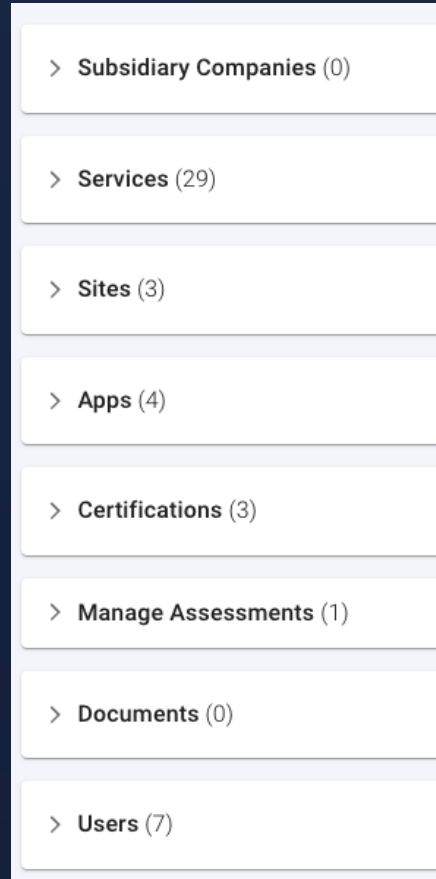 Subsidiary Companies (0)
Services (29)
Sites (3)
Apps (4)
Certifications (3)
Manage Assessments (1)
Documents (0)
Users (7)